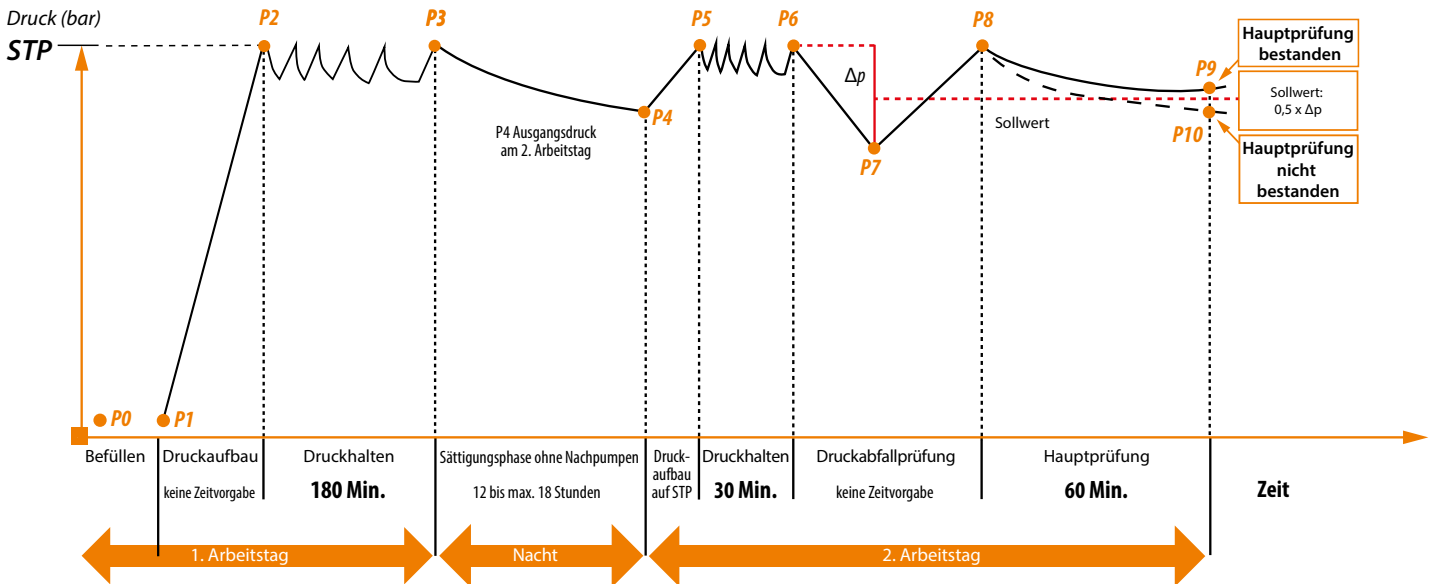 Druck (bar)
STP
P2
P3
P5
P6
P8
Hauptprüfung
bestanden
P9
Δp
Sollwert:
0,5 x Δp
P4
P4 Ausgangsdruck
am 2. Arbeitstag
Sollwert
P10
P7
Hauptprüfung
nicht
bestanden
P0
P1
Befüllen
Druckaufbau
keine Zeitvorgabe
Druckhalten
180 Min.
Sättigungsphase ohne Nachpumpen
12 bis max. 18 Stunden
Druck-
aufbau
auf STP
Druckhalten
30 Min.
Druckabfallprüfung
keine Zeitvorgabe
Hauptprüfung
60 Min.
Zeit
1. Arbeitstag
Nacht
2. Arbeitstag